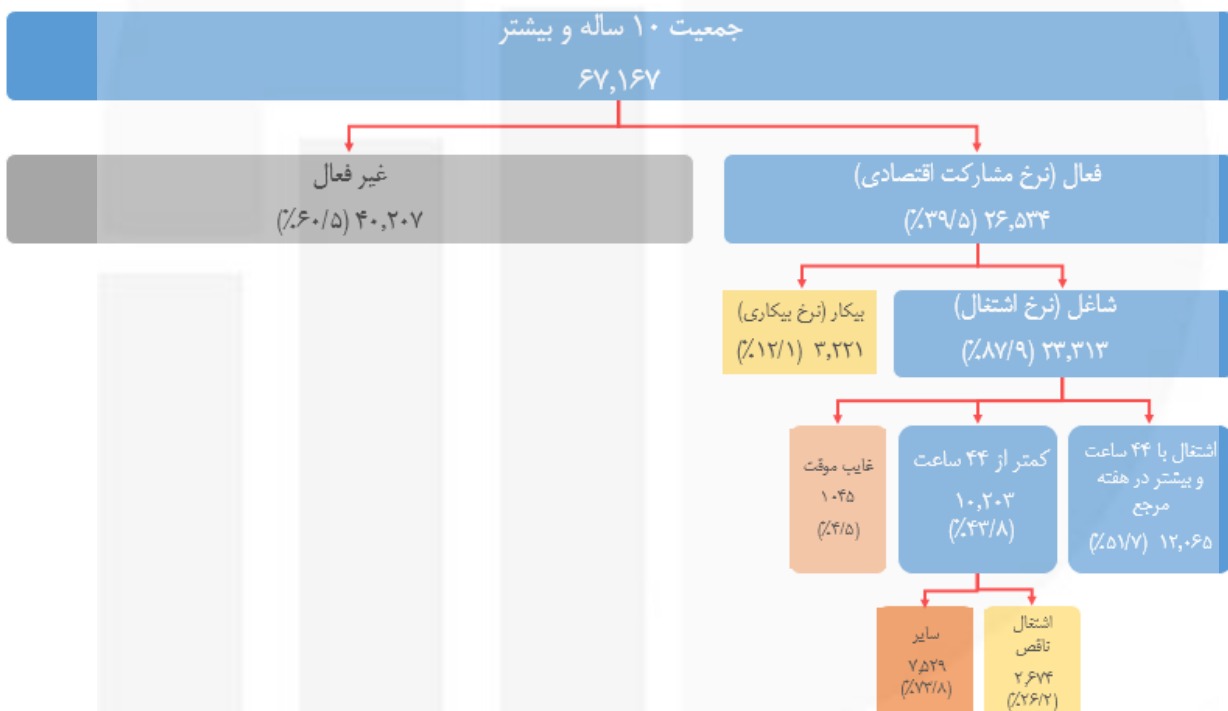 جمعیت ۱۰ ساله و بیشتر
۶۷,۱۶۷
فعال (نرخ مشارکت اقتصادی)
۲۶,۵۳۴ (٪۳۹/۵)
غیر فعال
۴۰,۲۰۷ (٪۶۰/۵)
شاغل (نرخ اشتغال)
۲۳,۳۱۳ (٪۸۷/۹)
بیکار (نرخ بیکاری)
۳,۲۲۱ (٪۱۲/۱)
اشتغال با ۴۴ ساعت
و بیشتر در هفته
مرجع
۱۲,۰۶۵ (٪۵۱/۷)
کمتر از ۴۴ ساعت
۱۰,۲۰۳
(٪۴۳/۸)
غایب موقت
۱۰۴۵
(٪۴/۵)
اشتغال
ناقص
۲,۶۷۴
(٪۲۶/۲)
سایر
۷,۵۲۹
(٪۷۳/۸)